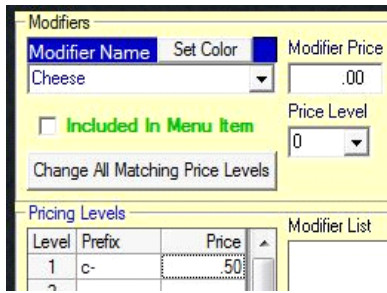 Modifiers
Modifier Name Set Color Modifier Price
Cheese .00
Included In Menu Item Price Level
0
Change All Matching Price Levels
Pricing Levels Modifier List
Level Prefix Price
1 c- .50